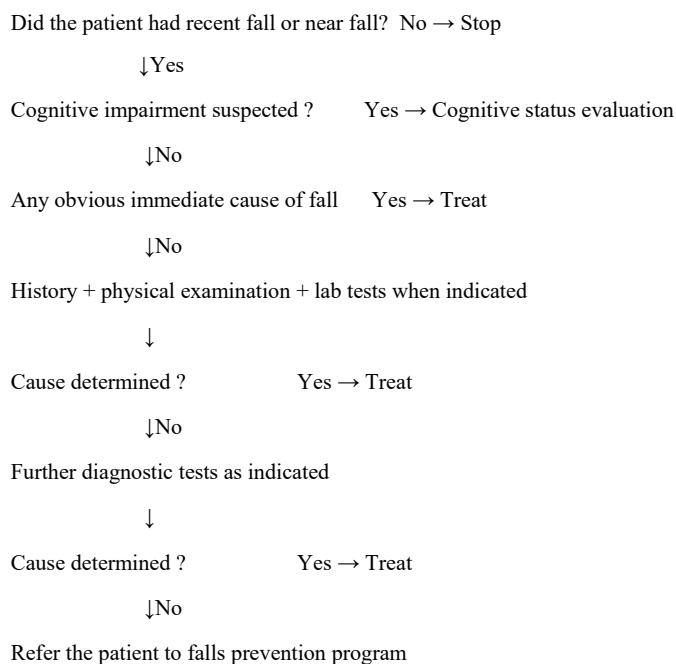 Did the patient had recent fall or near fall? No → Stop
↓Yes
Cognitive impairment suspected ? Yes → Cognitive status evaluation
↓No
Any obvious immediate cause of fall Yes → Treat
↓No
History + physical examination + lab tests when indicated
↓
Cause determined ? Yes → Treat
↓No
Further diagnostic tests as indicated
↓
Cause determined ? Yes → Treat
↓No
Refer the patient to falls prevention program